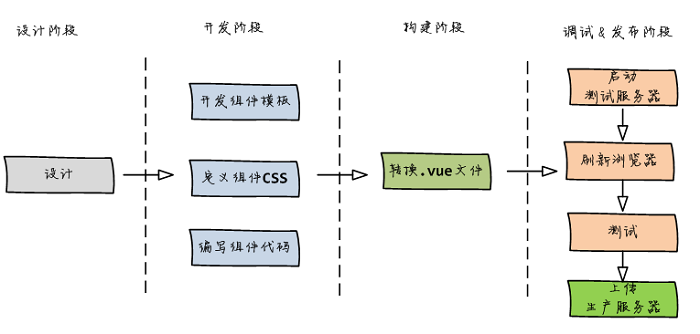 设计阶段
开发阶段
构建阶段
调试&发布阶段
设计
开发组件模板
定义组件CSS
编写组件代码
转换.vue文件
启动
测试服务器
刷新浏览器
测试
上传
生产服务器